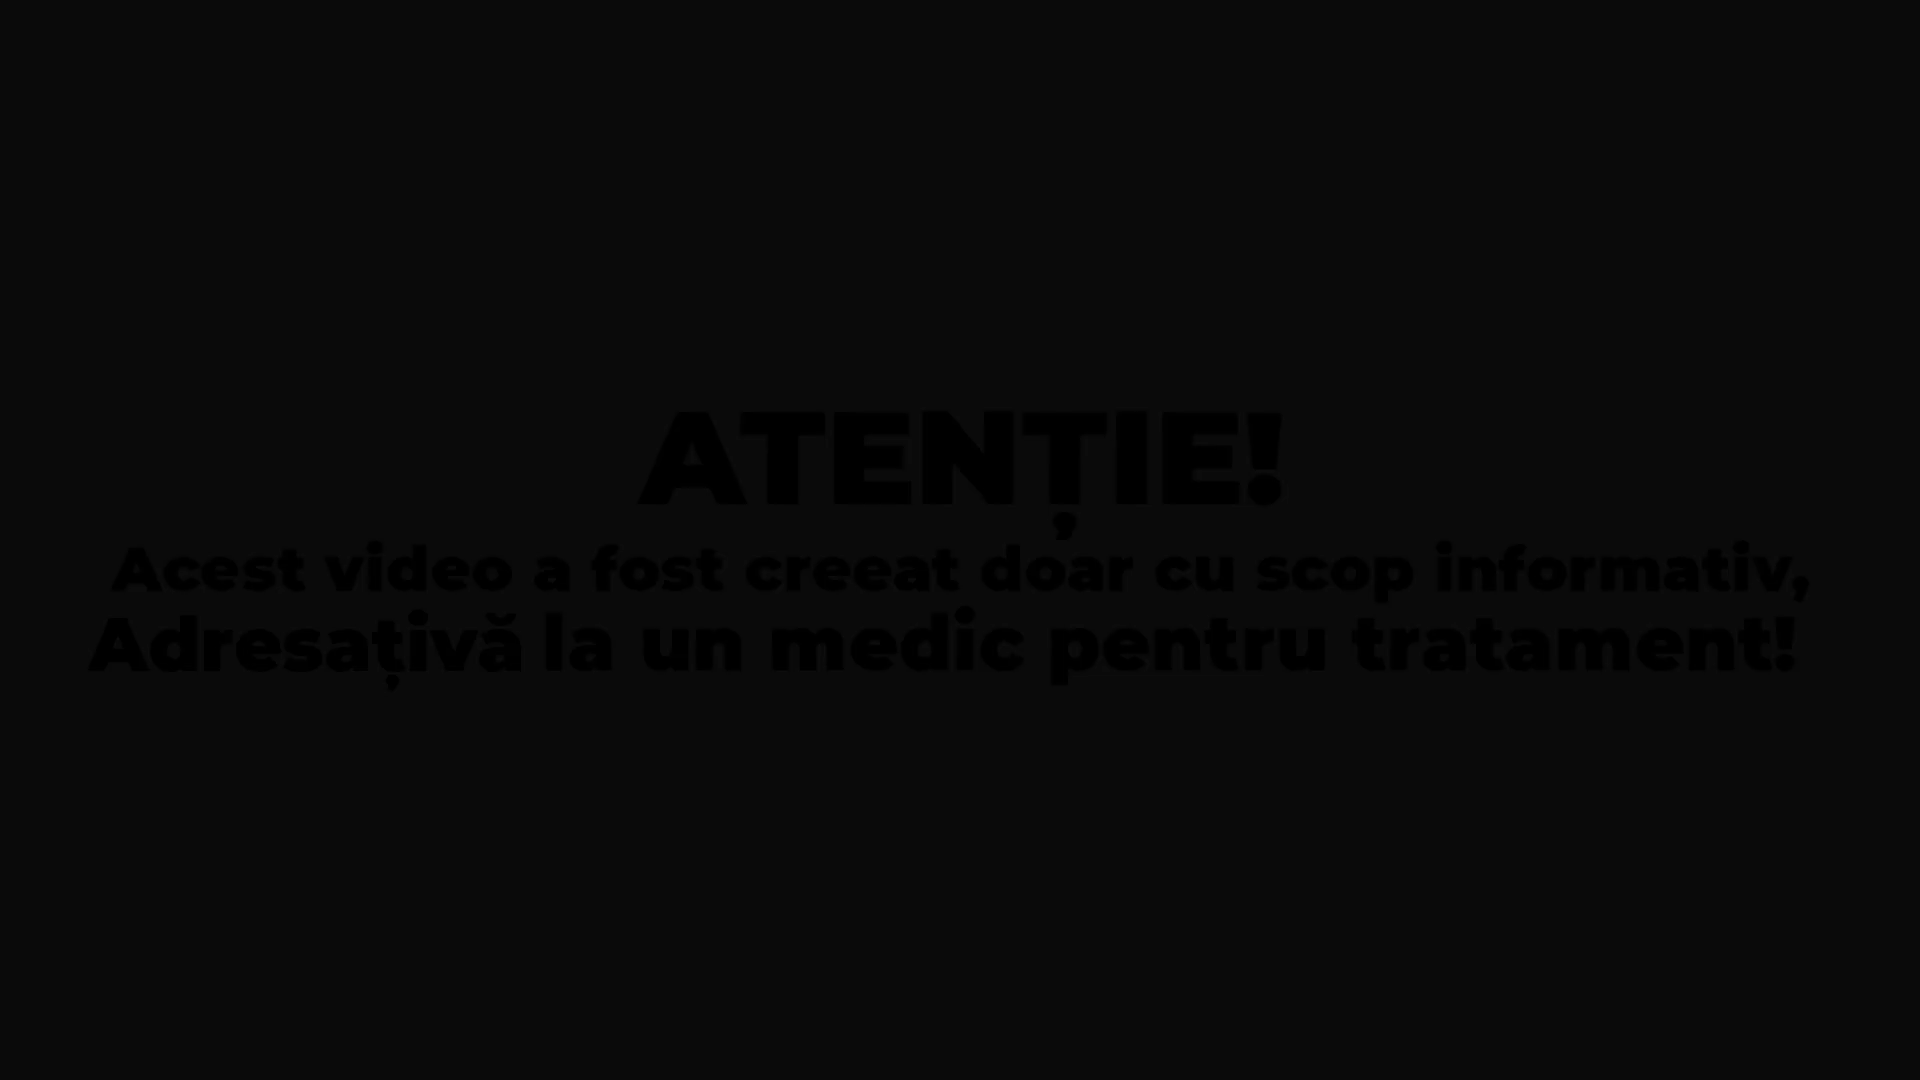 ATENȚIE!
Acest video a fost creeat doar cu scop informativ,
Adresațivă la un medic pentru tratament!